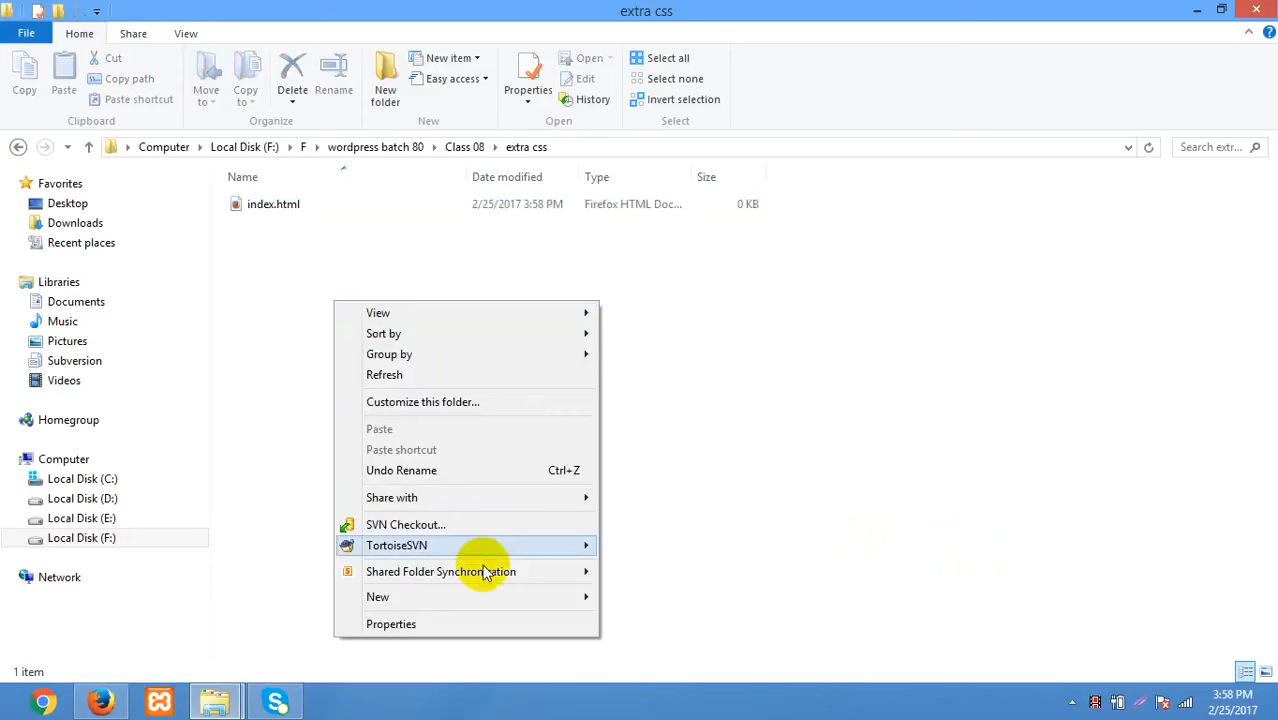 extra css
File Home Share View
Copy
Paste
Cut
Copy path
Paste shortcut
Clipboard
Move to
Copy to
Delete
Rename
Organize
New folder
New item
Easy access
New
Properties
Open
Edit
History
Open
Select all
Select none
Invert selection
Select
Computer Local Disk (F:) F wordpress batch 80 Class 08 extra css
Search extr...
Name Date modified Type Size
index.html 2/25/2017 3:58 PM Firefox HTML Doc... 0 KB
Favorites
Desktop
Downloads
Recent places
Libraries
Documents
Music
Pictures
Subversion
Videos
Homegroup
Computer
Local Disk (C:)
Local Disk (D:)
Local Disk (E:)
Local Disk (F:)
Network
View
Sort by
Group by
Refresh
Customize this folder...
Paste
Paste shortcut
Undo Rename Ctrl+Z
Share with
SVN Checkout...
TortoiseSVN
Shared Folder Synchronization
New
Properties
1 item
3:58 PM
2/25/2017